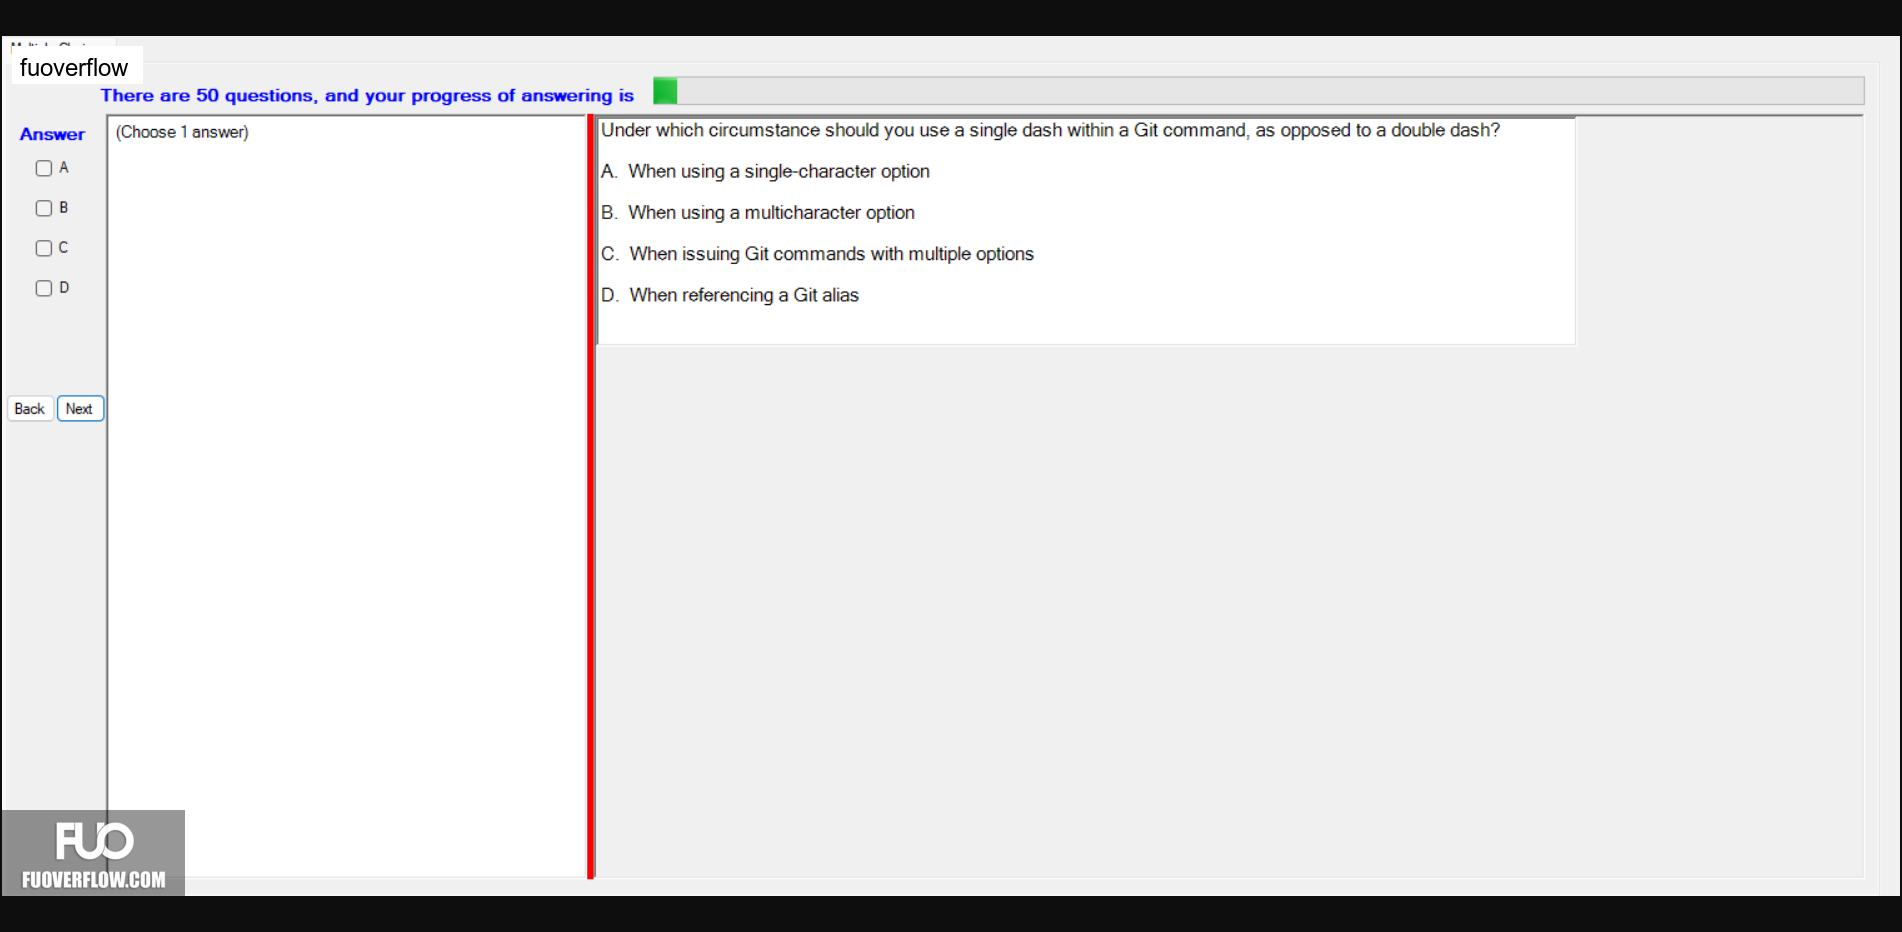 fuoverflow
There are 50 questions, and your progress of answering is
Answer
(Choose 1 answer)
A
B
C
D
Back Next
Under which circumstance should you use a single dash within a Git command, as opposed to a double dash?
A. When using a single-character option
B. When using a multicharacter option
C. When issuing Git commands with multiple options
D. When referencing a Git alias
FUO
FUOVERFLOW.COM